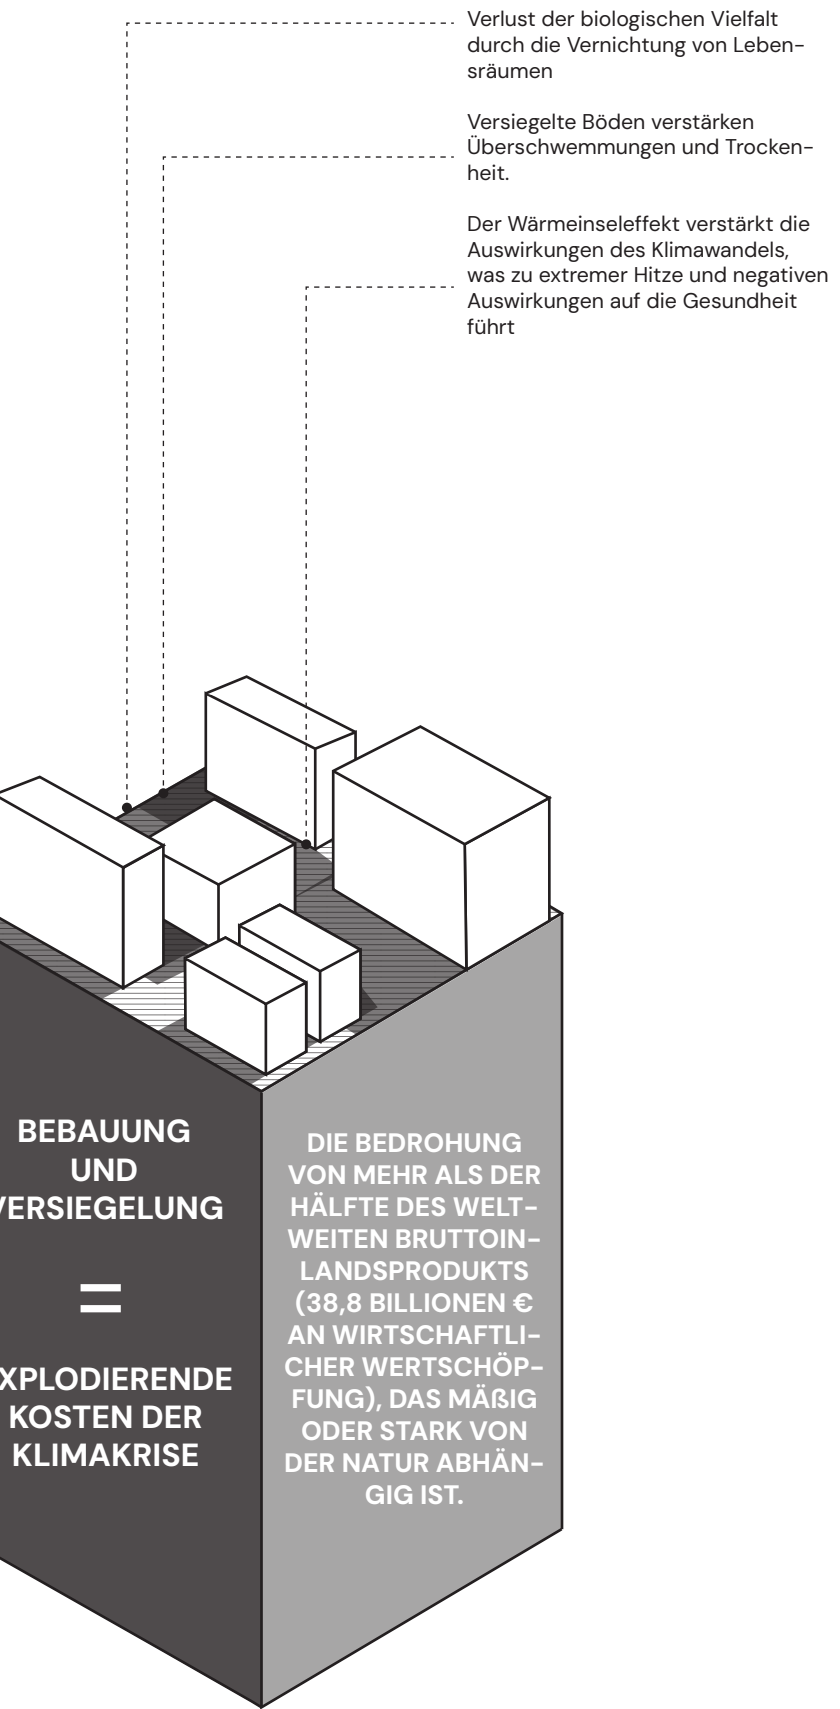 Verlust der biologischen Vielfalt
durch die Vernichtung von Leben-
sräumen
Versiegelte Böden verstärken
Überschwemmungen und Trocken-
heit.
Der Wärmeinseleffekt verstärkt die
Auswirkungen des Klimawandels,
was zu extremer Hitze und negativen
Auswirkungen auf die Gesundheit
führt
BEBAUUNG
UND
VERSIEGELUNG
=
XPLODIERENDE
KOSTEN DER
KLIMAKRISE
DIE BEDROHUNG
VON MEHR ALS DER
HÄLFTE DES WELT-
WEITEN BRUTTOIN-
LANDSPRODUKTS
(38,8 BILLIONEN €
AN WIRTSCHAFTLI-
CHER WERTSCHÖP-
FUNG), DAS MÄßIG
ODER STARK VON
DER NATUR ABHÄN-
GIG IST.